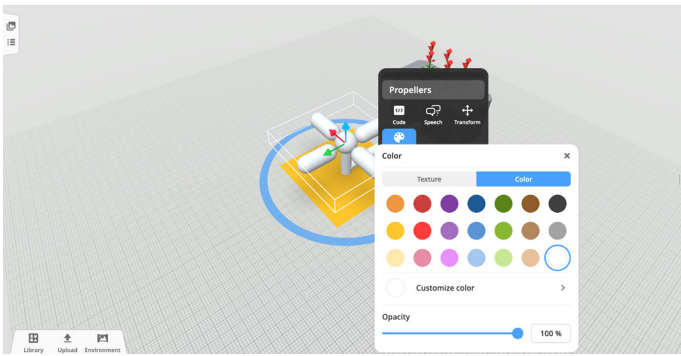 Propellers
Code Speech Transform
Color
Texture Color
Customize color
Opacity
100 %
Library Upload Environment